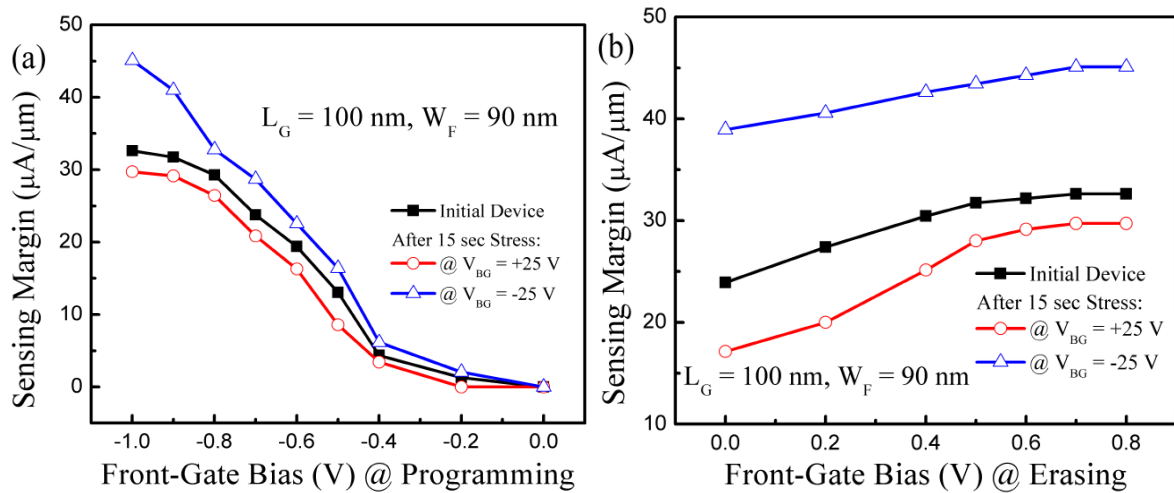 (a)
Sensing Margin (μA/μm)
50
40
30
20
10
0
L_G = 100 nm, W_F = 90 nm
Initial Device
After 15 sec Stress:
@ V_BG = +25 V
@ V_BG = -25 V
-1.0 -0.8 -0.6 -0.4 -0.2 0.0
Front-Gate Bias (V) @ Programming
(b)
Sensing Margin (μA/μm)
50
40
30
20
10
Initial Device
After 15 sec Stress:
@ V_BG = +25 V
@ V_BG = -25 V
L_G = 100 nm, W_F = 90 nm
0.0 0.2 0.4 0.6 0.8
Front-Gate Bias (V) @ Erasing